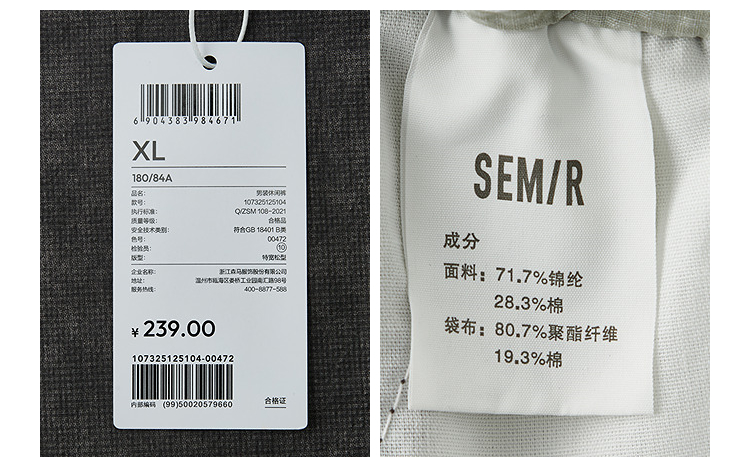 6 904383 984671
XL
180/84A
品名: 男装休闲裤
款号: 107325125104
执行标准: Q/ZSM 108-2021
质量等级: 合格品
安全技术类别: 符合GB 18401 B类
色号: 00472
检验员: 10
版型: 特宽松型
企业名称: 浙江森马服饰股份有限公司
地址: 温州市瓯海区娄桥工业园南汇路98号
服务热线: 400-8877-588
¥ 239.00
107325125104-00472
内部编码 (99)50020579660 合格证
SEM/R
成分
面料: 71.7%锦纶
28.3%棉
袋布: 80.7%聚酯纤维
19.3%棉